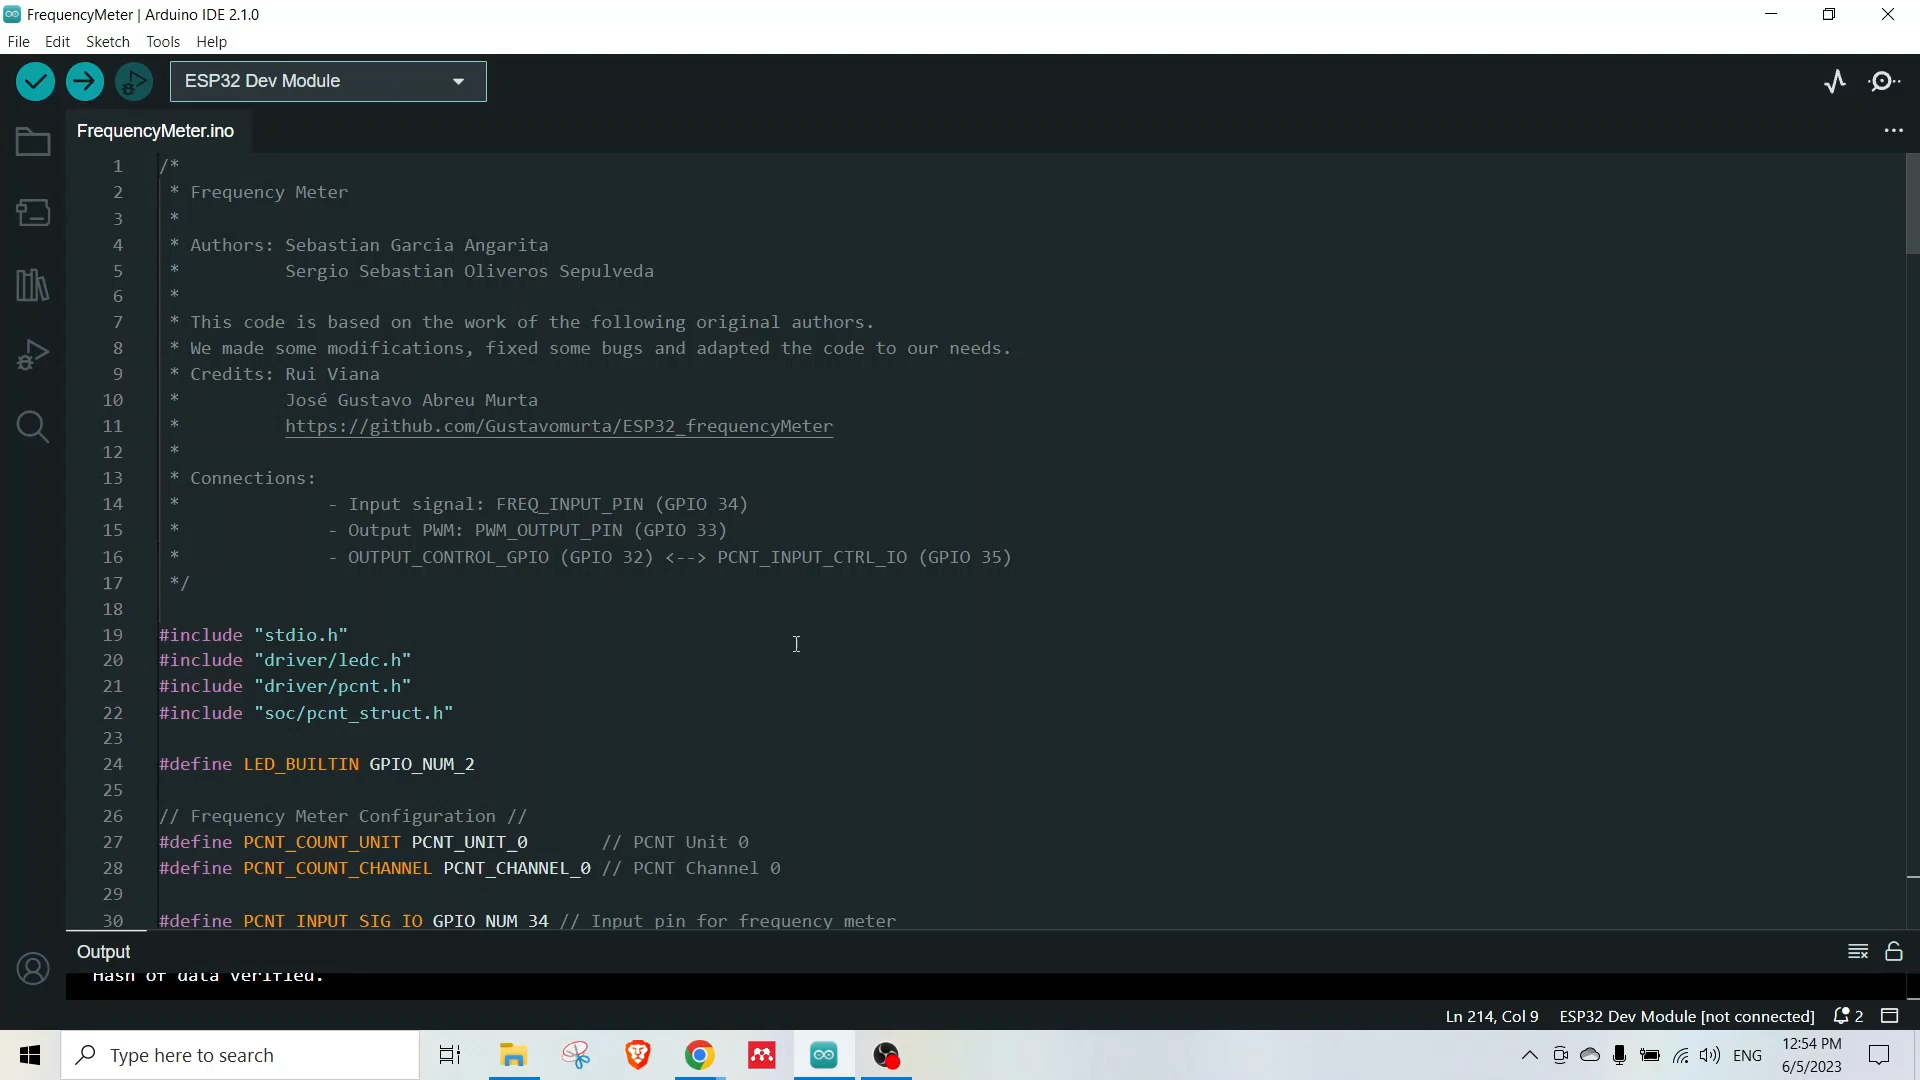 FrequencyMeter | Arduino IDE 2.1.0
File Edit Sketch Tools Help
ESP32 Dev Module
FrequencyMeter.ino
1 /*
2 * Frequency Meter
3 *
4 * Authors: Sebastian Garcia Angarita
5 * Sergio Sebastian Oliveros Sepulveda
6 *
7 * This code is based on the work of the following original authors.
8 * We made some modifications, fixed some bugs and adapted the code to our needs.
9 * Credits: Rui Viana
10 * José Gustavo Abreu Murta
11 * https://github.com/Gustavomurta/ESP32_frequencyMeter
12 *
13 * Connections:
14 * - Input signal: FREQ_INPUT_PIN (GPIO 34)
15 * - Output PWM: PWM_OUTPUT_PIN (GPIO 33)
16 * - OUTPUT_CONTROL_GPIO (GPIO 32) <--> PCNT_INPUT_CTRL_IO (GPIO 35)
17 */
18
19 #include "stdio.h"
20 #include "driver/ledc.h"
21 #include "driver/pcnt.h"
22 #include "soc/pcnt_struct.h"
23
24 #define LED_BUILTIN GPIO_NUM_2
25
26 // Frequency Meter Configuration //
27 #define PCNT_COUNT_UNIT PCNT_UNIT_0 // PCNT Unit 0
28 #define PCNT_COUNT_CHANNEL PCNT_CHANNEL_0 // PCNT Channel 0
29
30 #define PCNT_INPUT_SIG_IO GPIO_NUM_34 // Input pin for frequency meter
Output
Hash of data verified.
Ln 214, Col 9 ESP32 Dev Module [not connected] 2
Type here to search
ENG
12:54 PM
6/5/2023